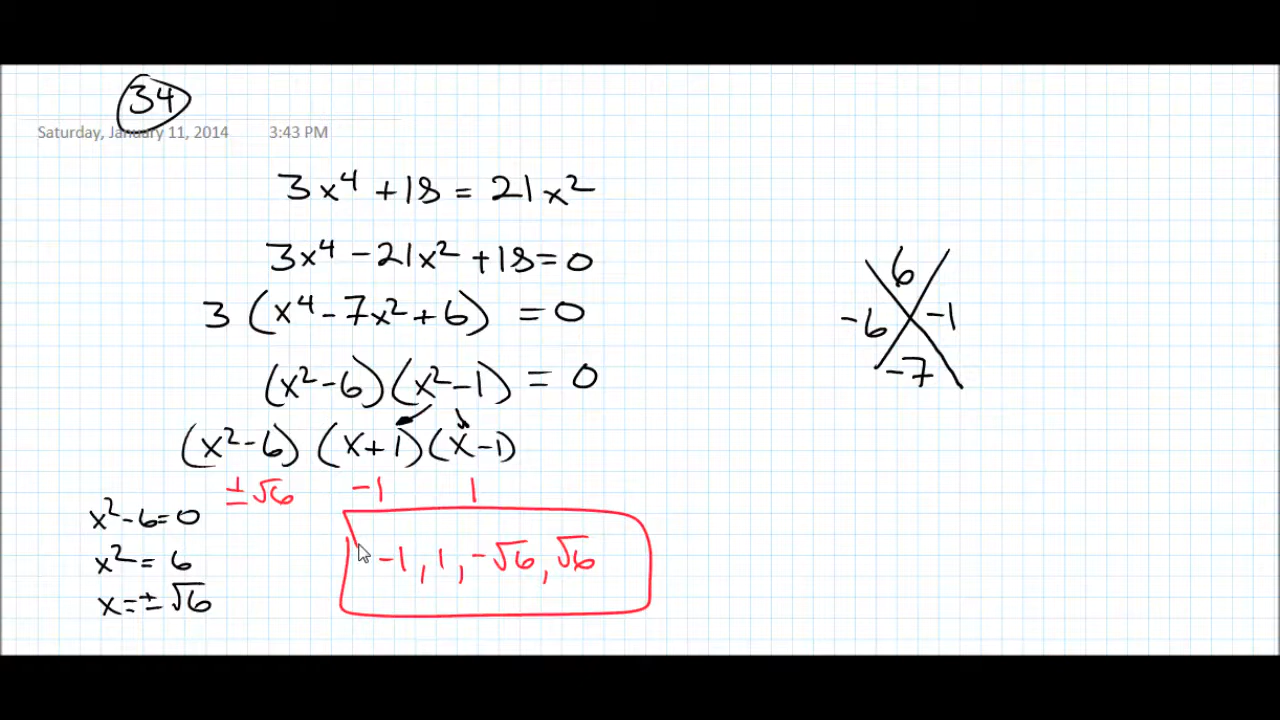 34
Saturday, January 11, 2014 3:43 PM
3x⁴ +18 = 21x²
3x⁴ -21x² +18=0
3 (x⁴-7x²+6) =0
(x²-6)(x²-1) = 0
(x²-6) (x+1)(x-1)
±√6 -1 1
x²-6=0
x²= 6
x=±√6
-1, 1, -√6, √6
6
-6 -1
-7